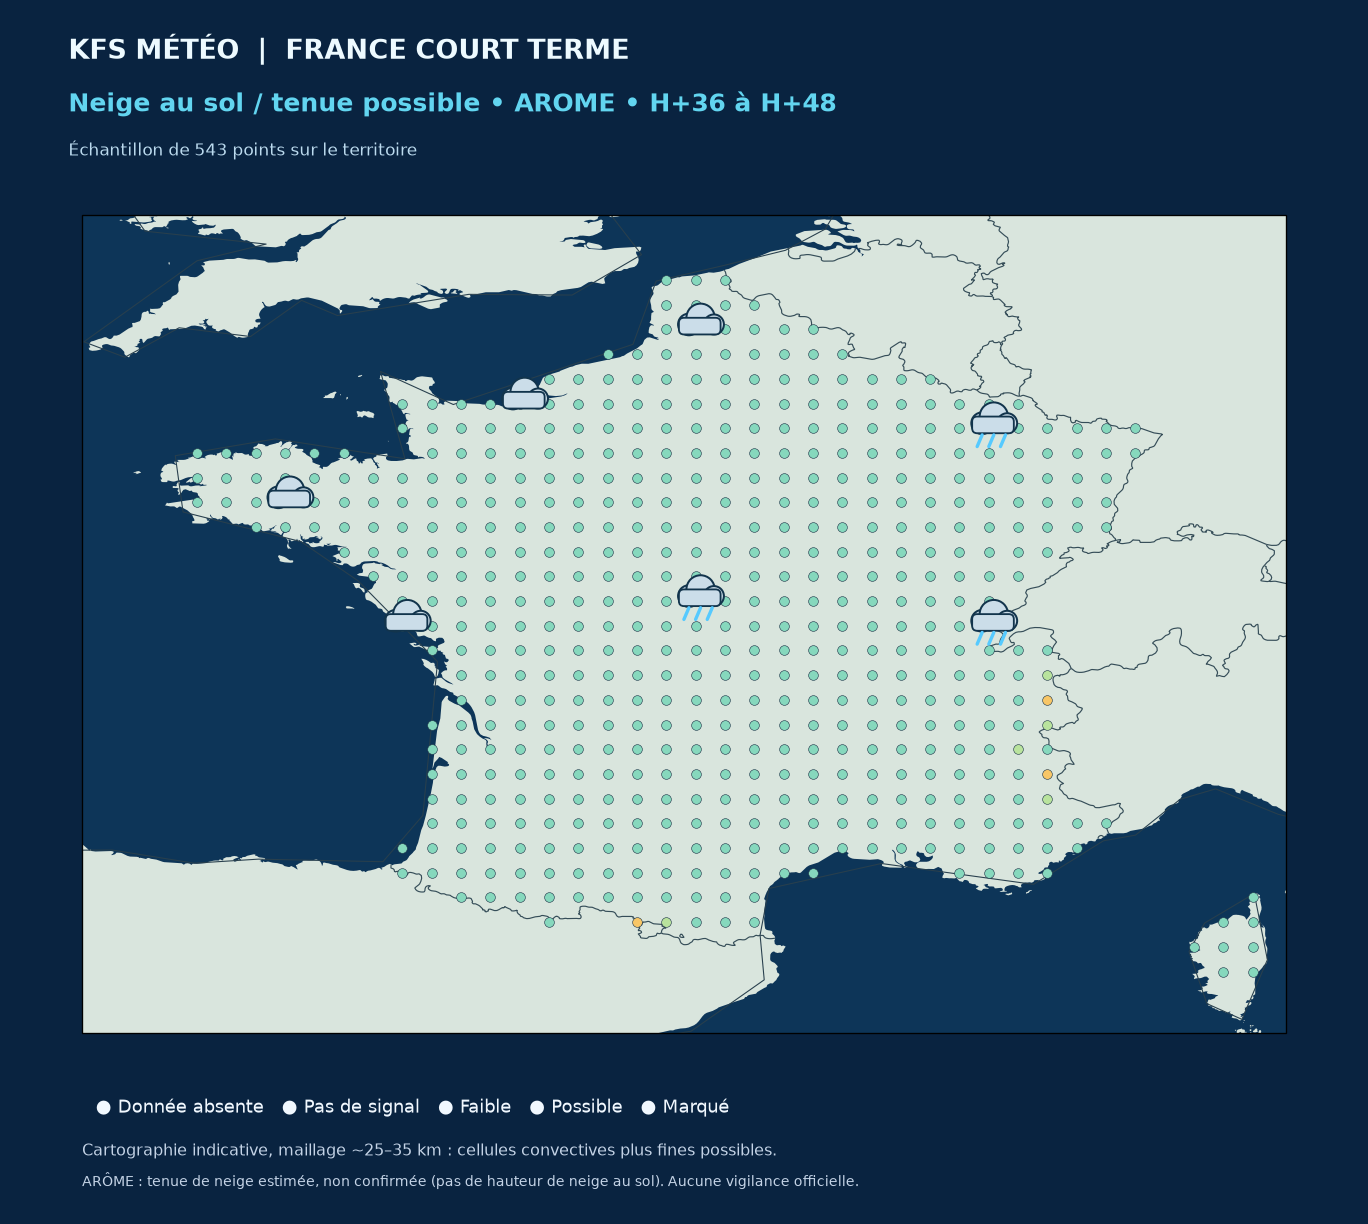 KFS MÉTÉO | FRANCE COURT TERME
Neige au sol / tenue possible • AROME • H+36 à H+48
Échantillon de 543 points sur le territoire
Donnée absente Pas de signal Faible Possible Marqué
Cartographie indicative, maillage ~25–35 km : cellules convectives plus fines possibles.
ARÔME : tenue de neige estimée, non confirmée (pas de hauteur de neige au sol). Aucune vigilance officielle.